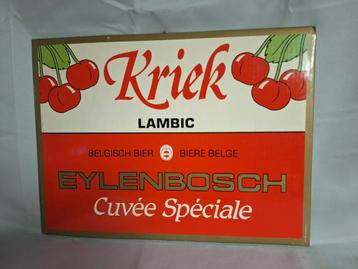 Kriek
LAMBIC
BELGISCH BIER BIERE BELGE
EYLENBOSCH
Cuvée Spéciale